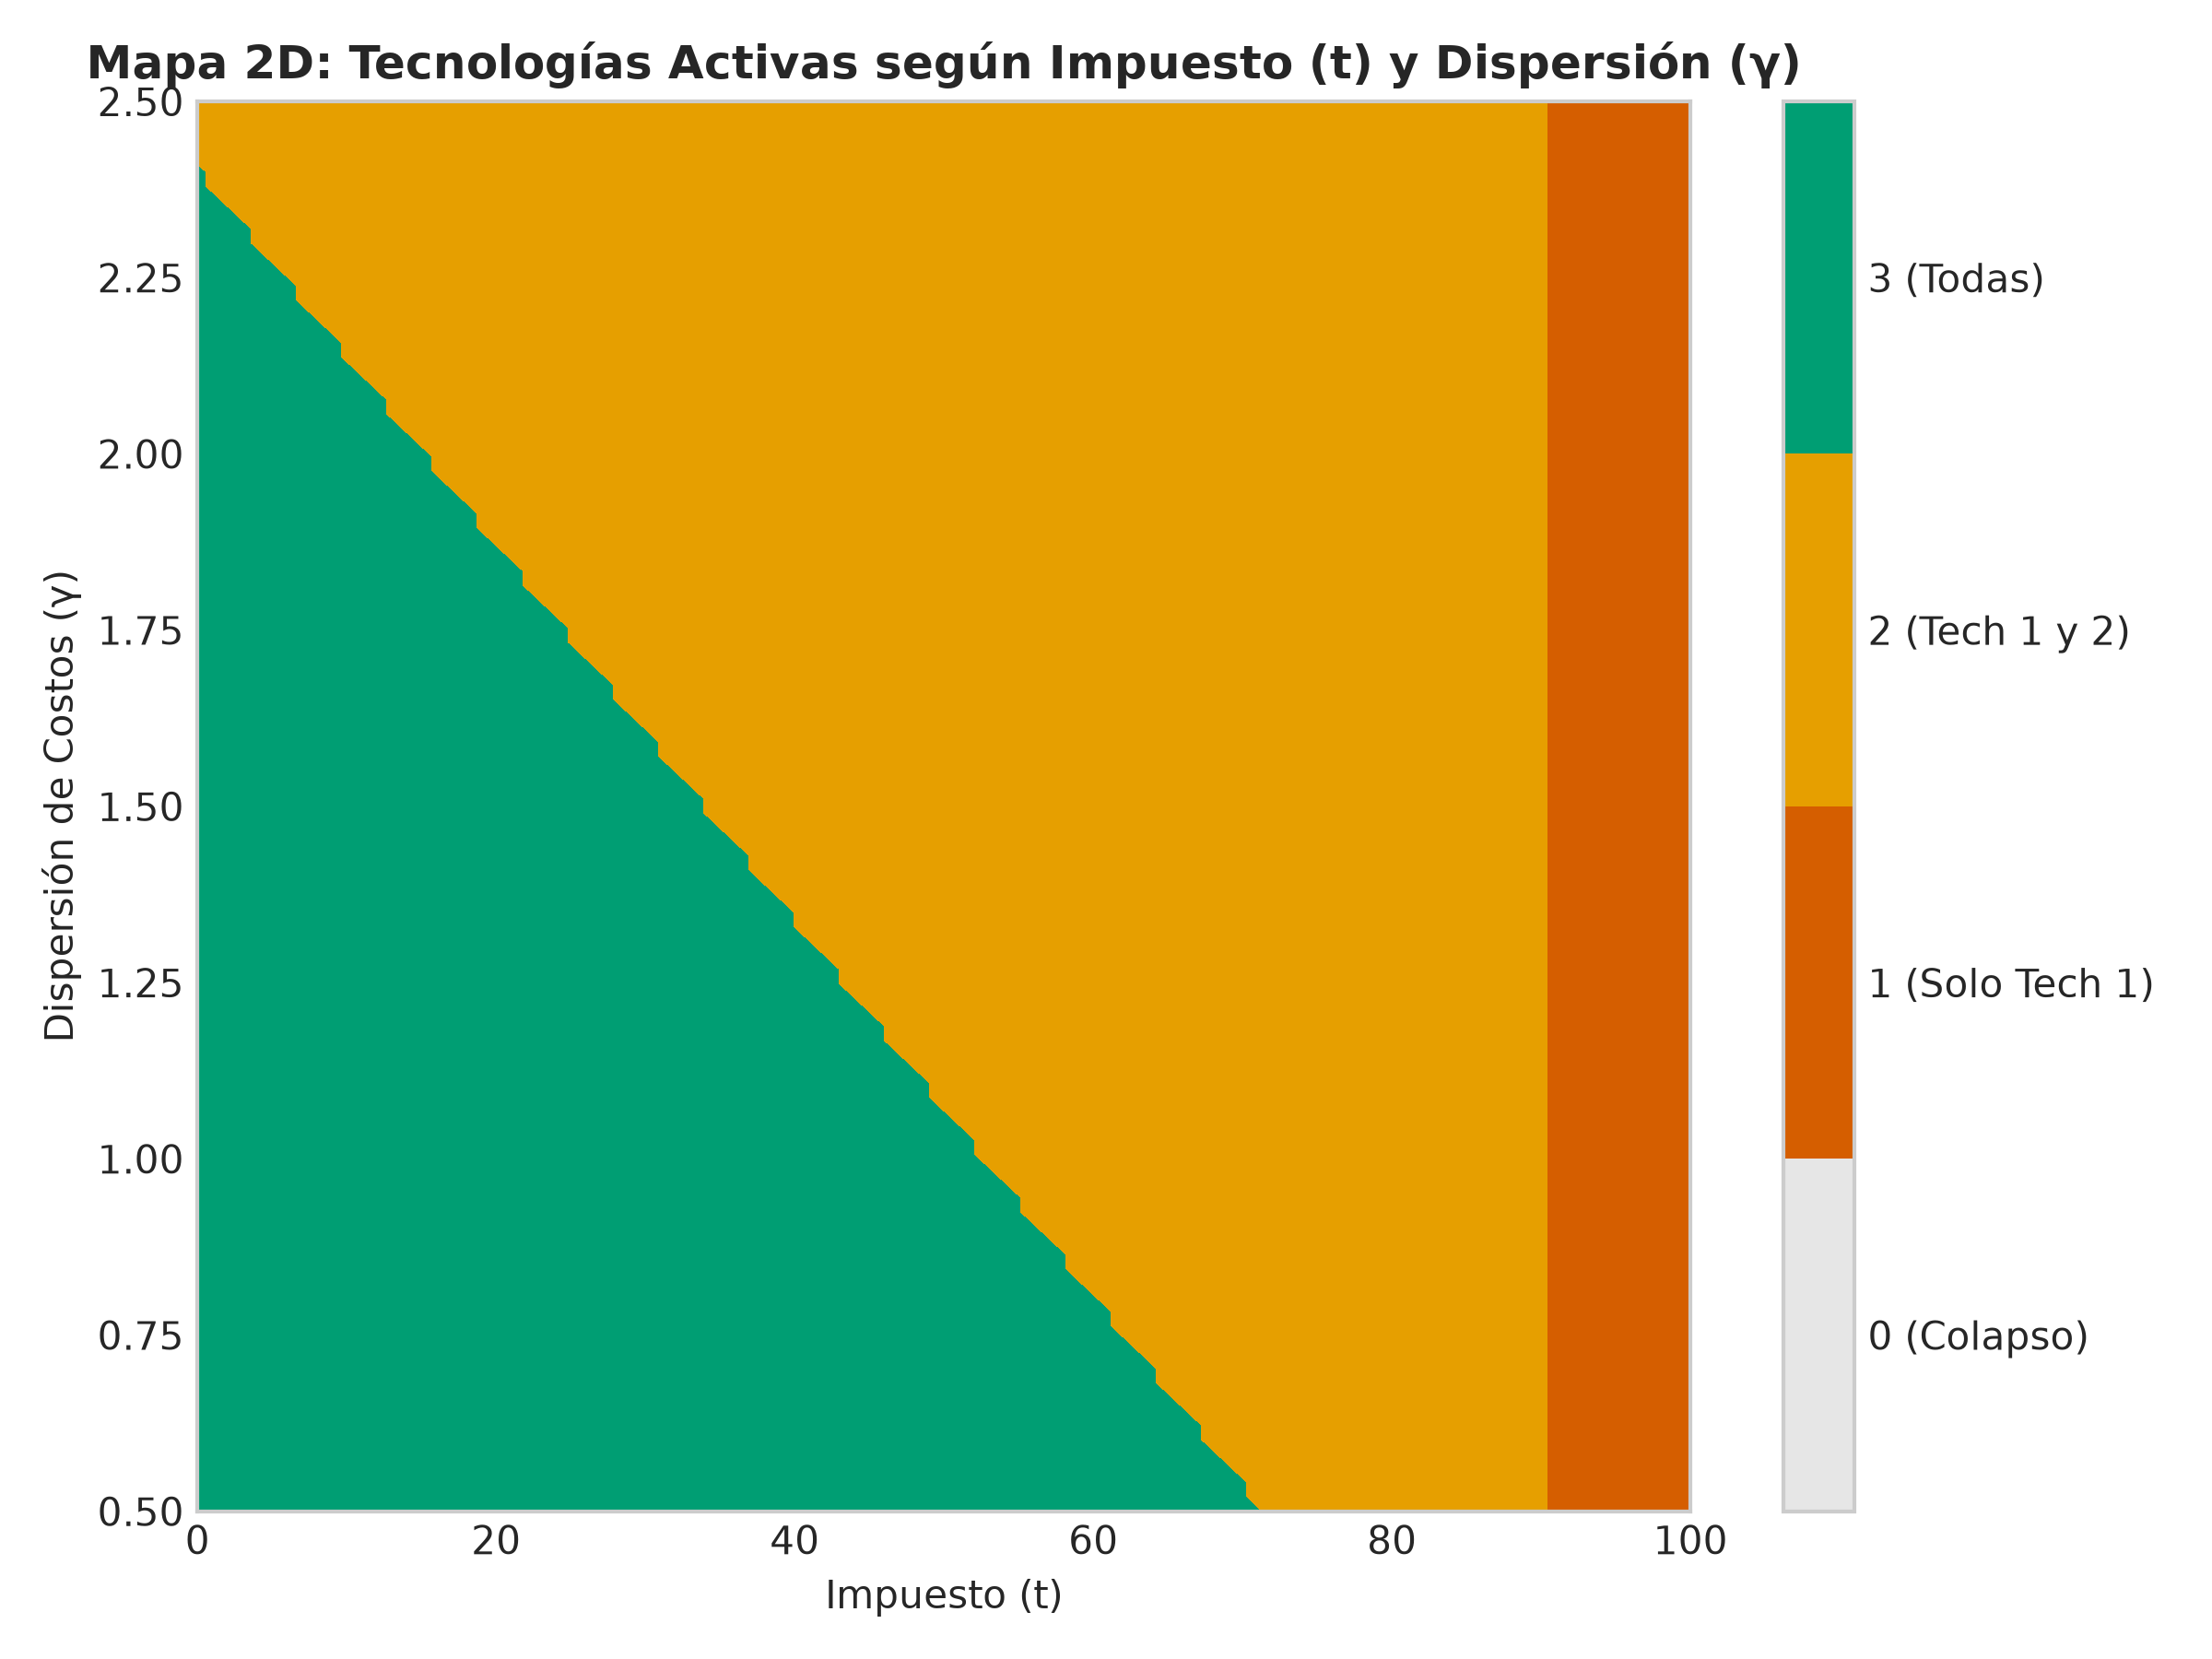 Mapa 2D: Tecnologías Activas según Impuesto (t) y Dispersión (γ)
2.50
2.25
2.00
1.75
1.50
1.25
1.00
0.75
0.50
Dispersión de Costos (γ)
0
20
40
60
80
100
Impuesto (t)
3 (Todas)
2 (Tech 1 y 2)
1 (Solo Tech 1)
0 (Colapso)